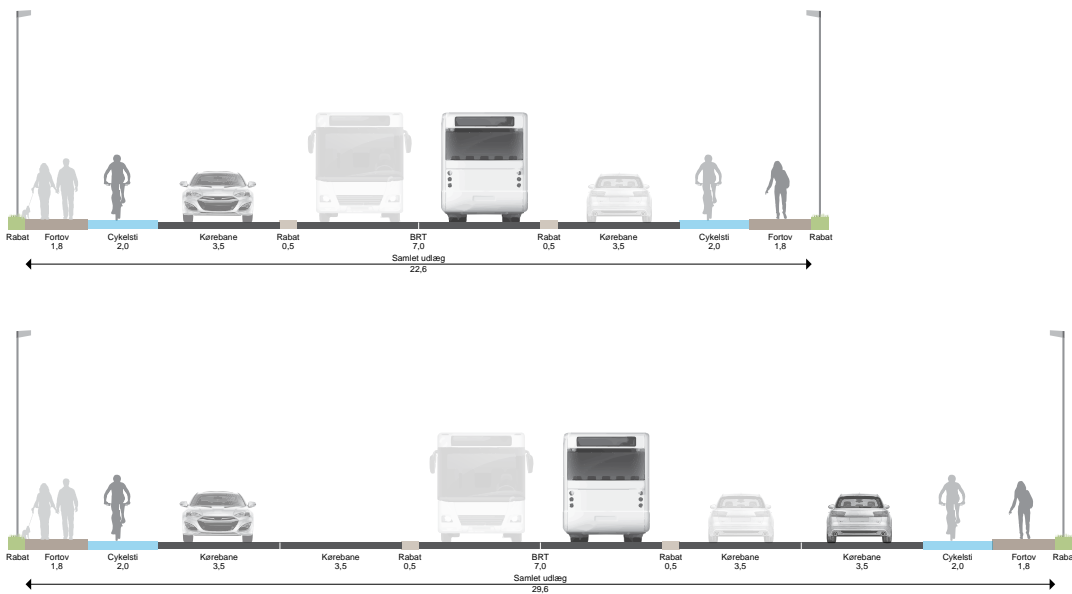 Rabat Fortov Cykelsti Kørebane Rabat BRT Rabat Kørebane Cykelsti Fortov Rabat
1,8 2,0 3,5 0,5 7,0 0,5 3,5 2,0 1,8
Samlet udlæg
22,6
Rabat Fortov Cykelsti Kørebane Kørebane Rabat BRT Rabat Kørebane Kørebane Cykelsti Fortov Raba
1,8 2,0 3,5 3,5 0,5 7,0 0,5 3,5 3,5 2,0 1,8
Samlet udlæg
29,6